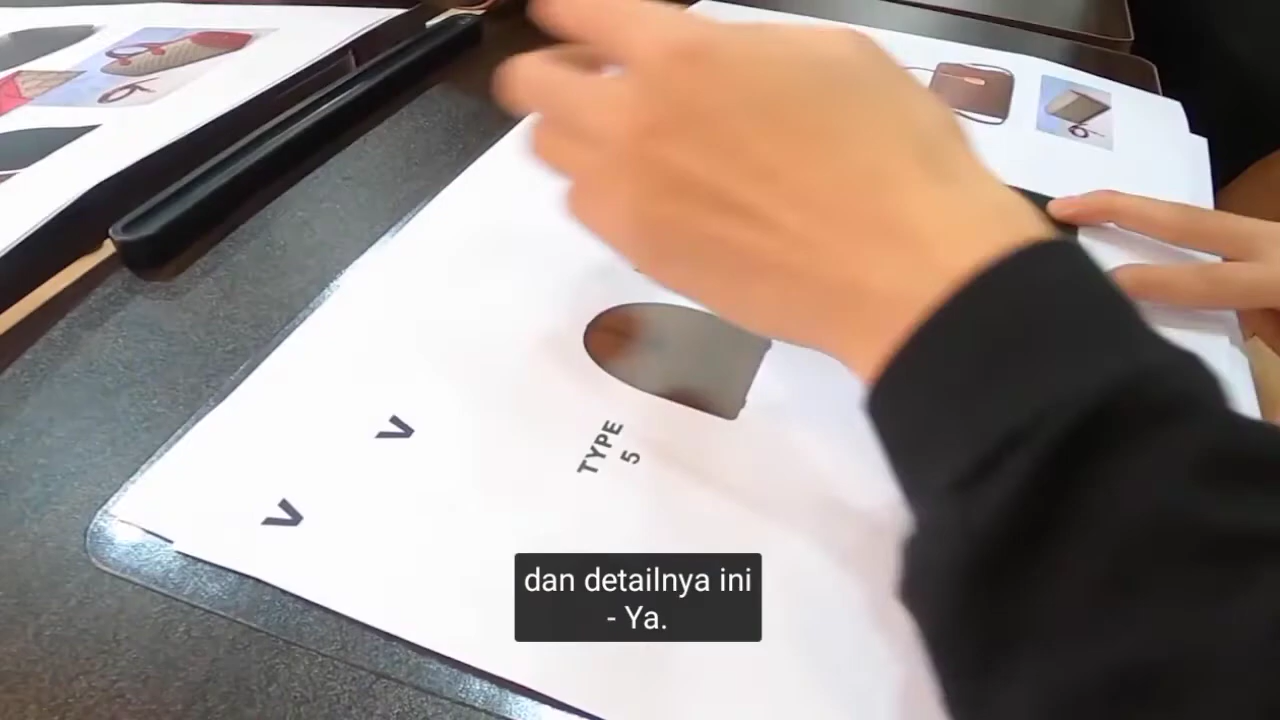 V
V
TYPE
5
dan detailnya ini
- Ya.